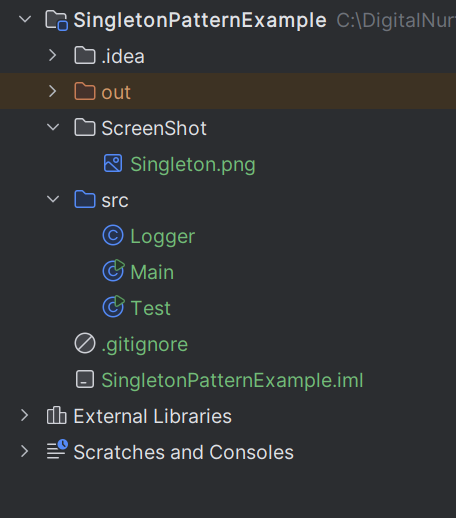 SingletonPatternExample C:\DigitalNur
.idea
out
ScreenShot
Singleton.png
src
Logger
Main
Test
.gitignore
SingletonPatternExample.iml
External Libraries
Scratches and Consoles